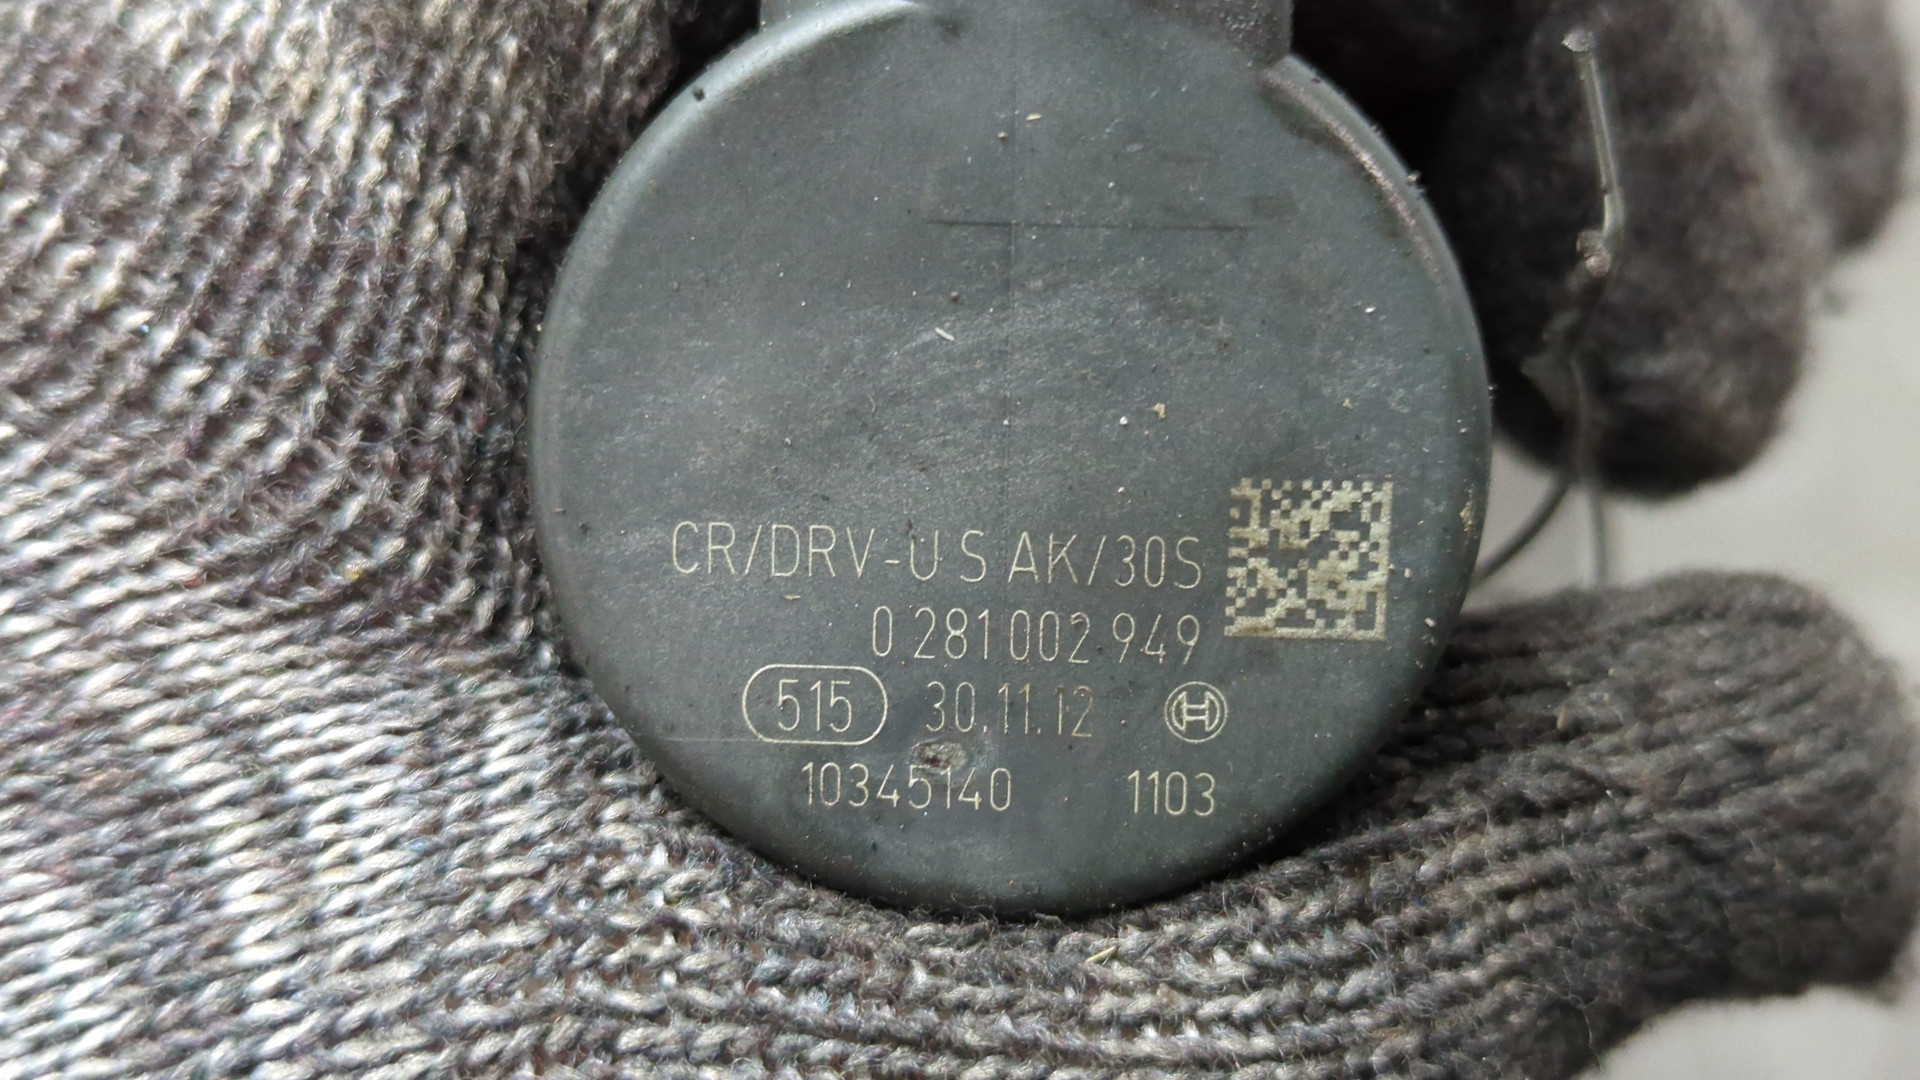 CR/DRV-U S AK/30S
0 281 002 949
515 30.11.12
10345140 1103